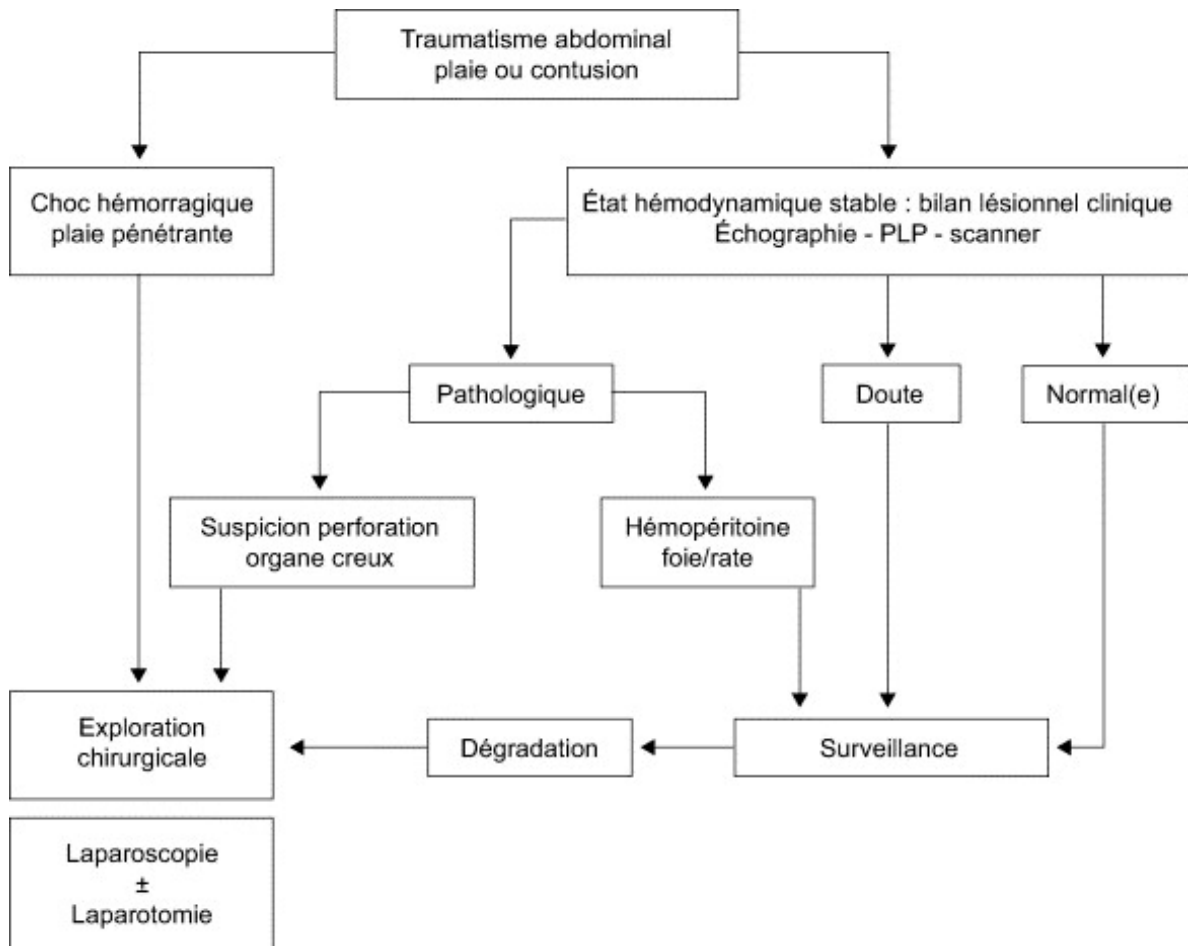 Traumatisme abdominal
plaie ou contusion
Choc hémorragique
plaie pénétrante
État hémodynamique stable : bilan lésionnel clinique
Échographie - PLP - scanner
Pathologique
Doute
Normal(e)
Suspicion perforation
organe creux
Hémopéritoine
foie/rate
Exploration
chirurgicale
Dégradation
Surveillance
Laparoscopie
±
Laparotomie